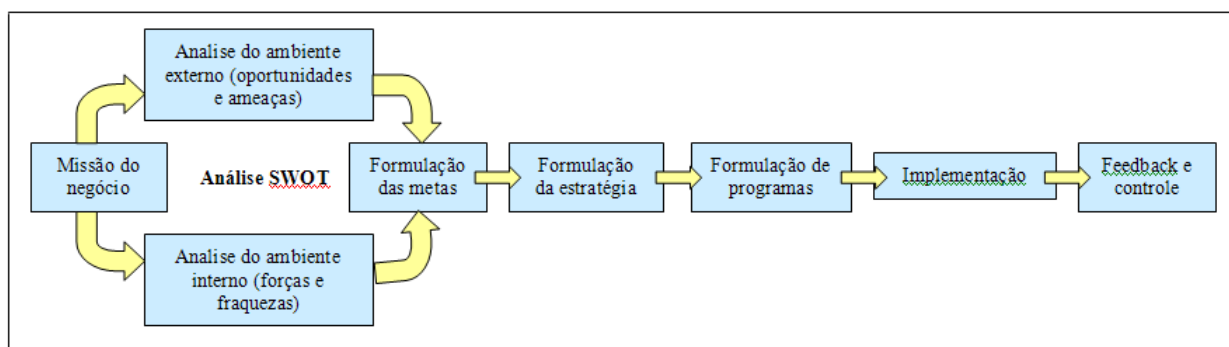 Analise do ambiente
externo (oportunidades
e ameaças)
Missão do
negócio
Análise SWOT
Formulação
das metas
Formulação
da estratégia
Formulação de
programas
Implementação
Feedback e
controle
Analise do ambiente
interno (forças e
fraquezas)